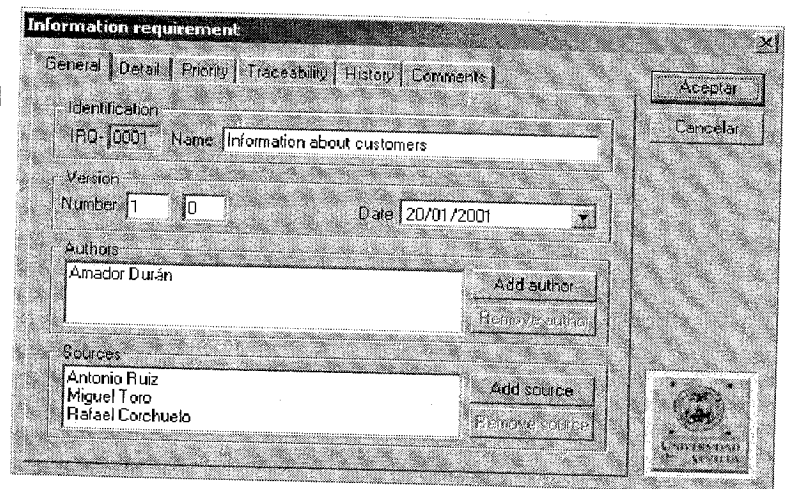 Information requirement
General Detail Priority Traceability History Comments
Aceptar
Cancelar
Identification
IRQ- 0001 Name Information about customers
Version
Number 1 0 Date 20/01/2001
Authors
Amador Durán
Add author
Remove author
Sources
Antonio Ruiz
Miguel Toro
Rafael Corchuelo
Add source
Remove source
UNIVERSIDAD
SEVILLA